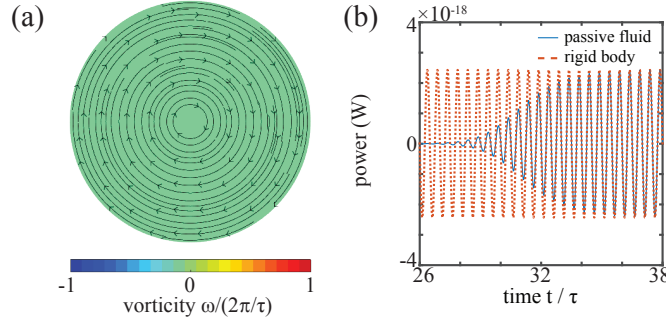 (a)
-1 0 1
vorticity ω/(2π/τ)
(b)
×10⁻¹⁸
4
0
-4
power (W)
passive fluid
rigid body
26 32 38
time t / τ